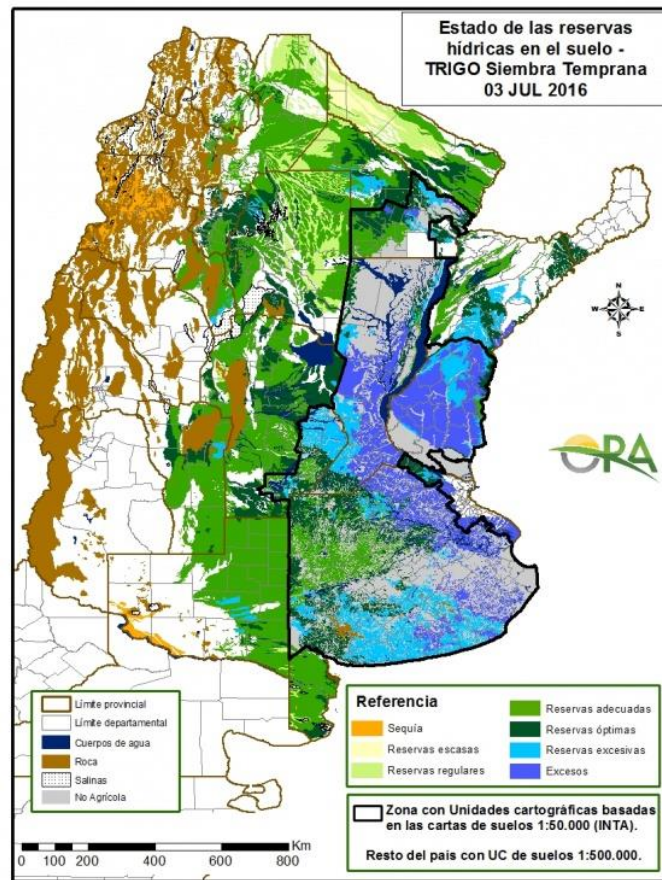 Estado de las reservas
hídricas en el suelo -
TRIGO Siembra Temprana
03 JUL 2016
N
W
E
S
ORA
Límite provincial
Límite departamental
Cuerpos de agua
Roca
Salinas
No Agrícola
Referencia
Sequía
Reservas escasas
Reservas regulares
Reservas adecuadas
Reservas óptimas
Reservas excesivas
Excesos
Zona con Unidades cartográficas basadas
en las cartas de suelos 1:50.000 (INTA).
Resto del país con UC de suelos 1:500.000.
Km
0 100 200 400 600 800